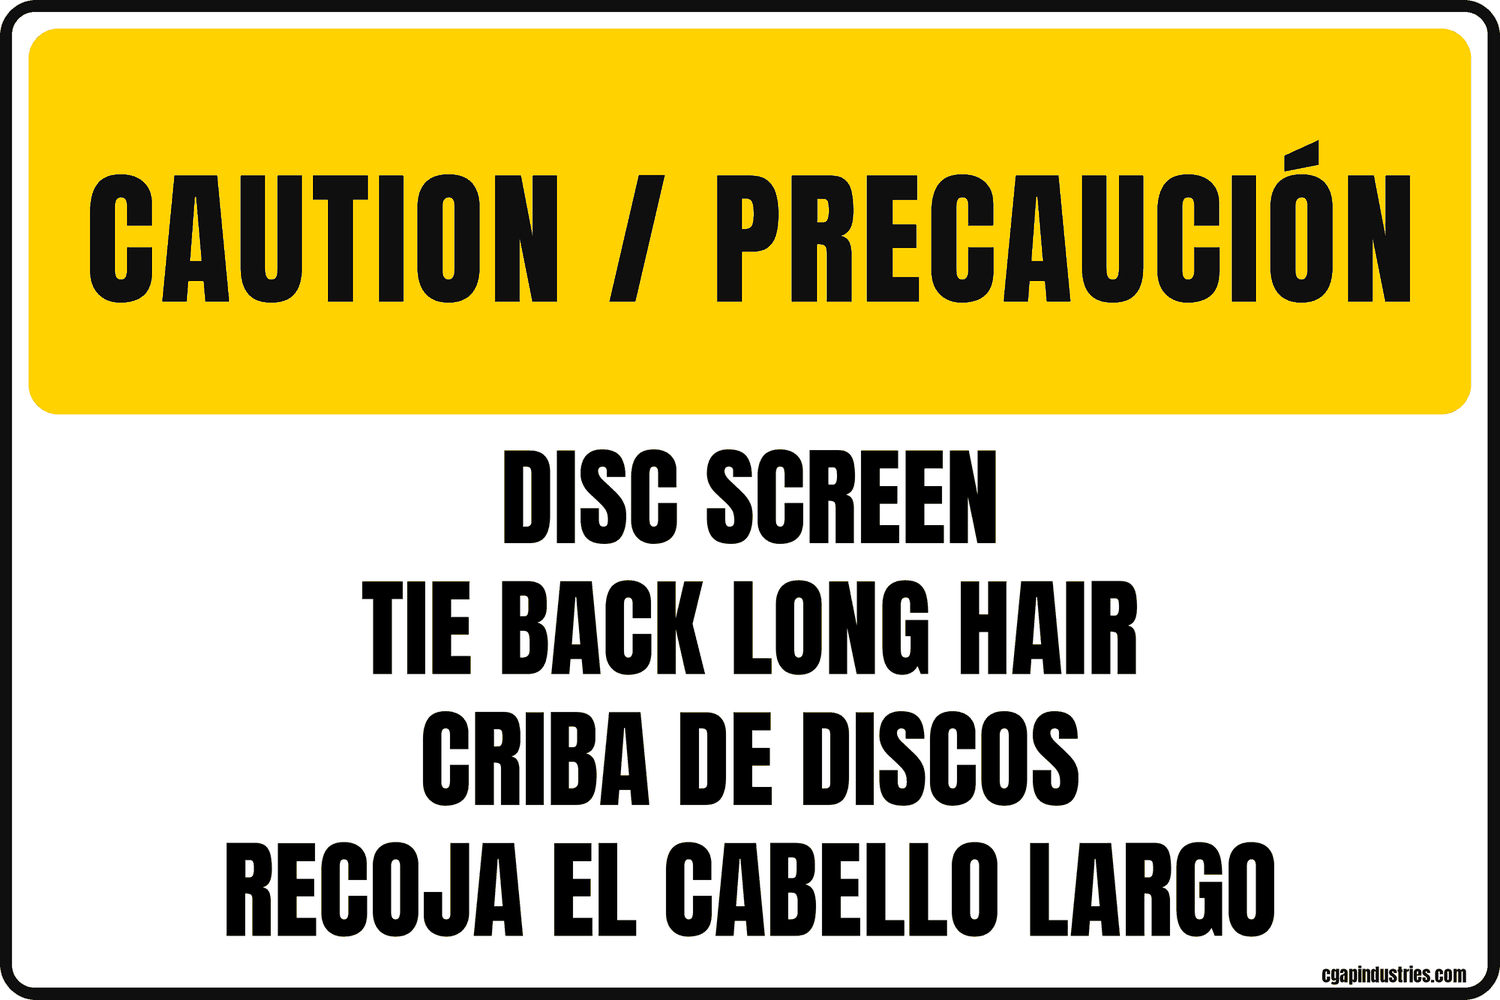 CAUTION / PRECAUCIÓN
DISC SCREEN
TIE BACK LONG HAIR
CRIBA DE DISCOS
RECOJA EL CABELLO LARGO
cgapindustries.com